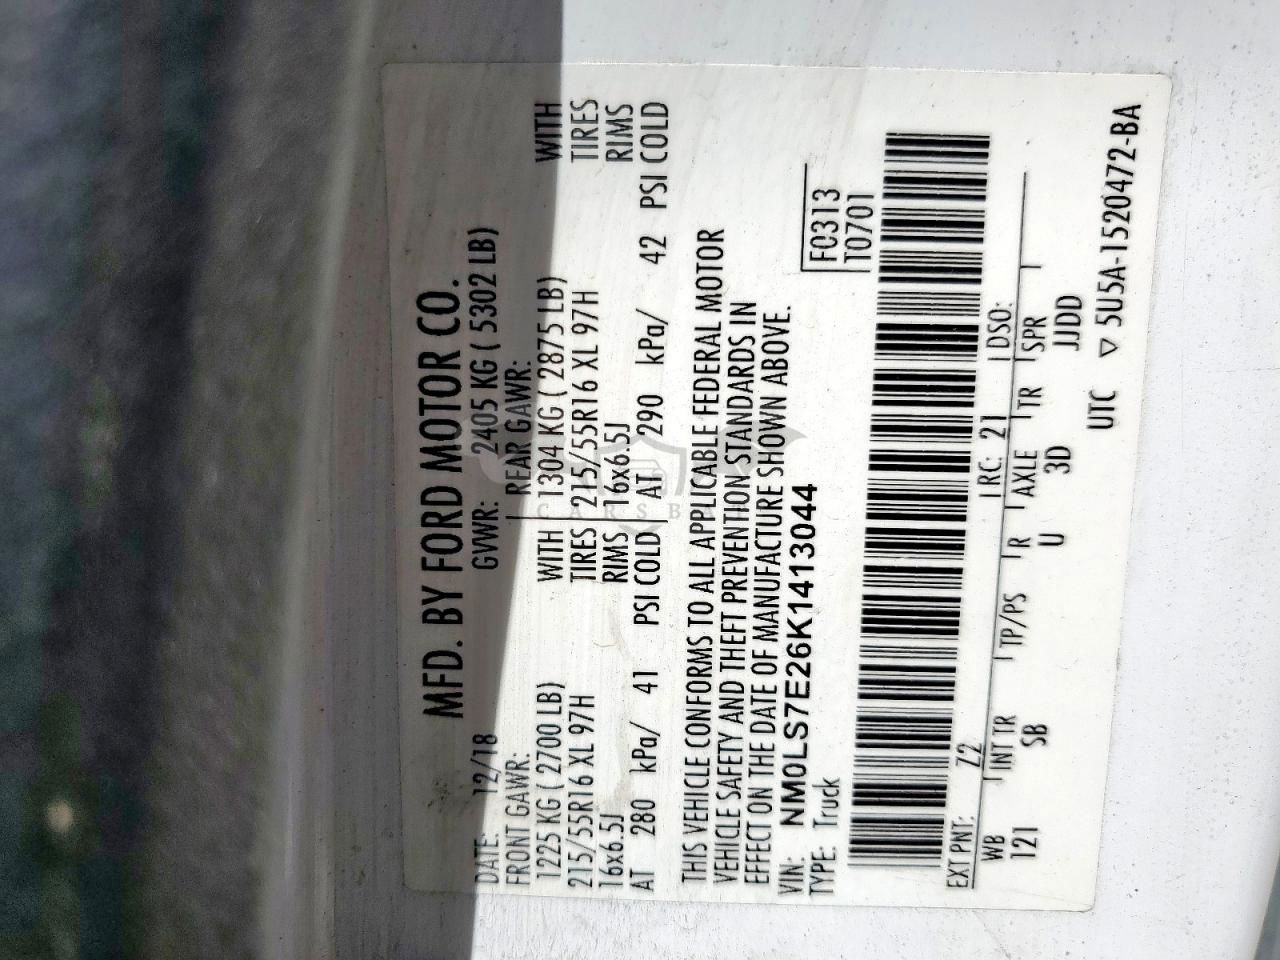 MFD. BY FORD MOTOR CO.
DATE: 12/18 GVWR: 2405 KG ( 5302 LB)
FRONT GAWR: REAR GAWR:
1225 KG ( 2700 LB) WITH 1304 KG ( 2875 LB) WITH
215/55R16 XL 97H TIRES 215/55R16 XL 97H TIRES
16x6.5J RIMS 16x6.5J RIMS
AT 280 kPa/ 41 PSI COLD AT 290 kPa/ 42 PSI COLD
THIS VEHICLE CONFORMS TO ALL APPLICABLE FEDERAL MOTOR
VEHICLE SAFETY AND THEFT PREVENTION STANDARDS IN
EFFECT ON THE DATE OF MANUFACTURE SHOWN ABOVE.
VIN: NM0LS7E26K1413044 F0313
TYPE: Truck T0701
EXT PNT: Z2 RC: 21 DSO:
WB INT TR TP/PS R AXLE TR SPR
121 SB U 3D JJDD
UTC ▽ 5U5A-1520472-BA
CARSBA